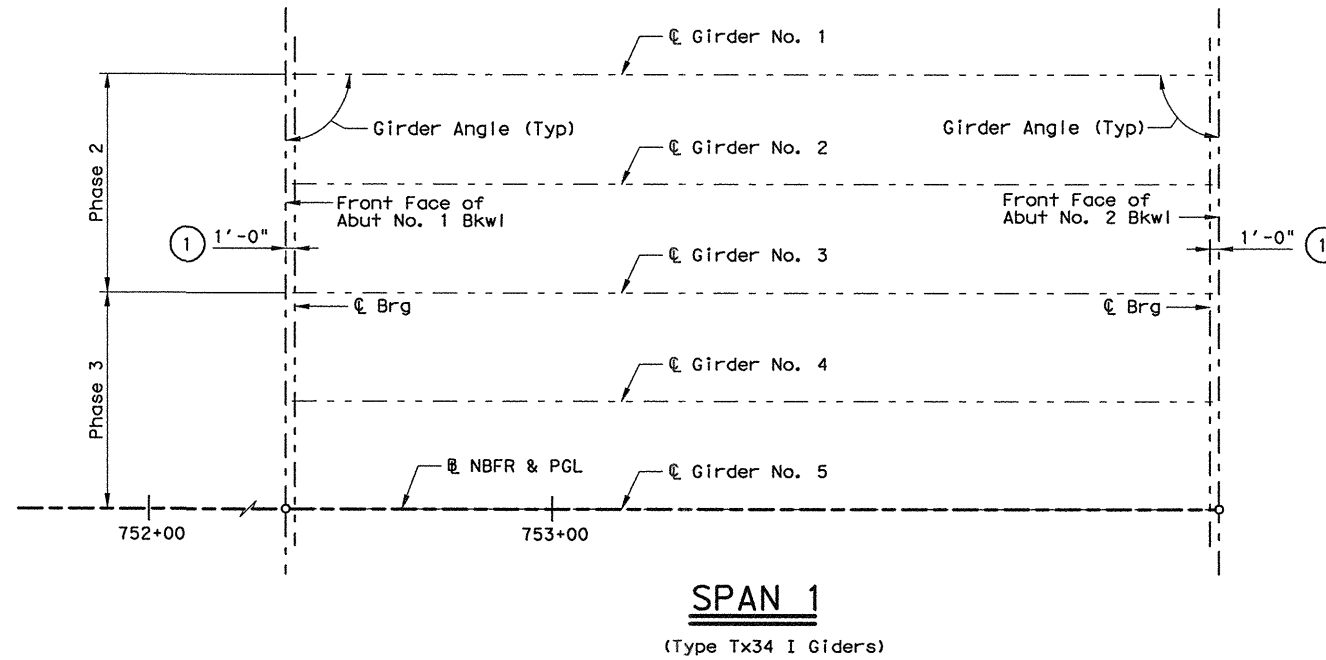 ℄ Girder No. 1
Girder Angle (Typ)
Girder Angle (Typ)
℄ Girder No. 2
Phase 2
Front Face of
Abut No. 1 Bkwl
Front Face of
Abut No. 2 Bkwl
1 1'-0"
1'-0" 1
℄ Girder No. 3
℄ Brg
℄ Brg
℄ Girder No. 4
Phase 3
BL NBFR & PGL
℄ Girder No. 5
752+00
753+00
SPAN 1
(Type Tx34 I Giders)